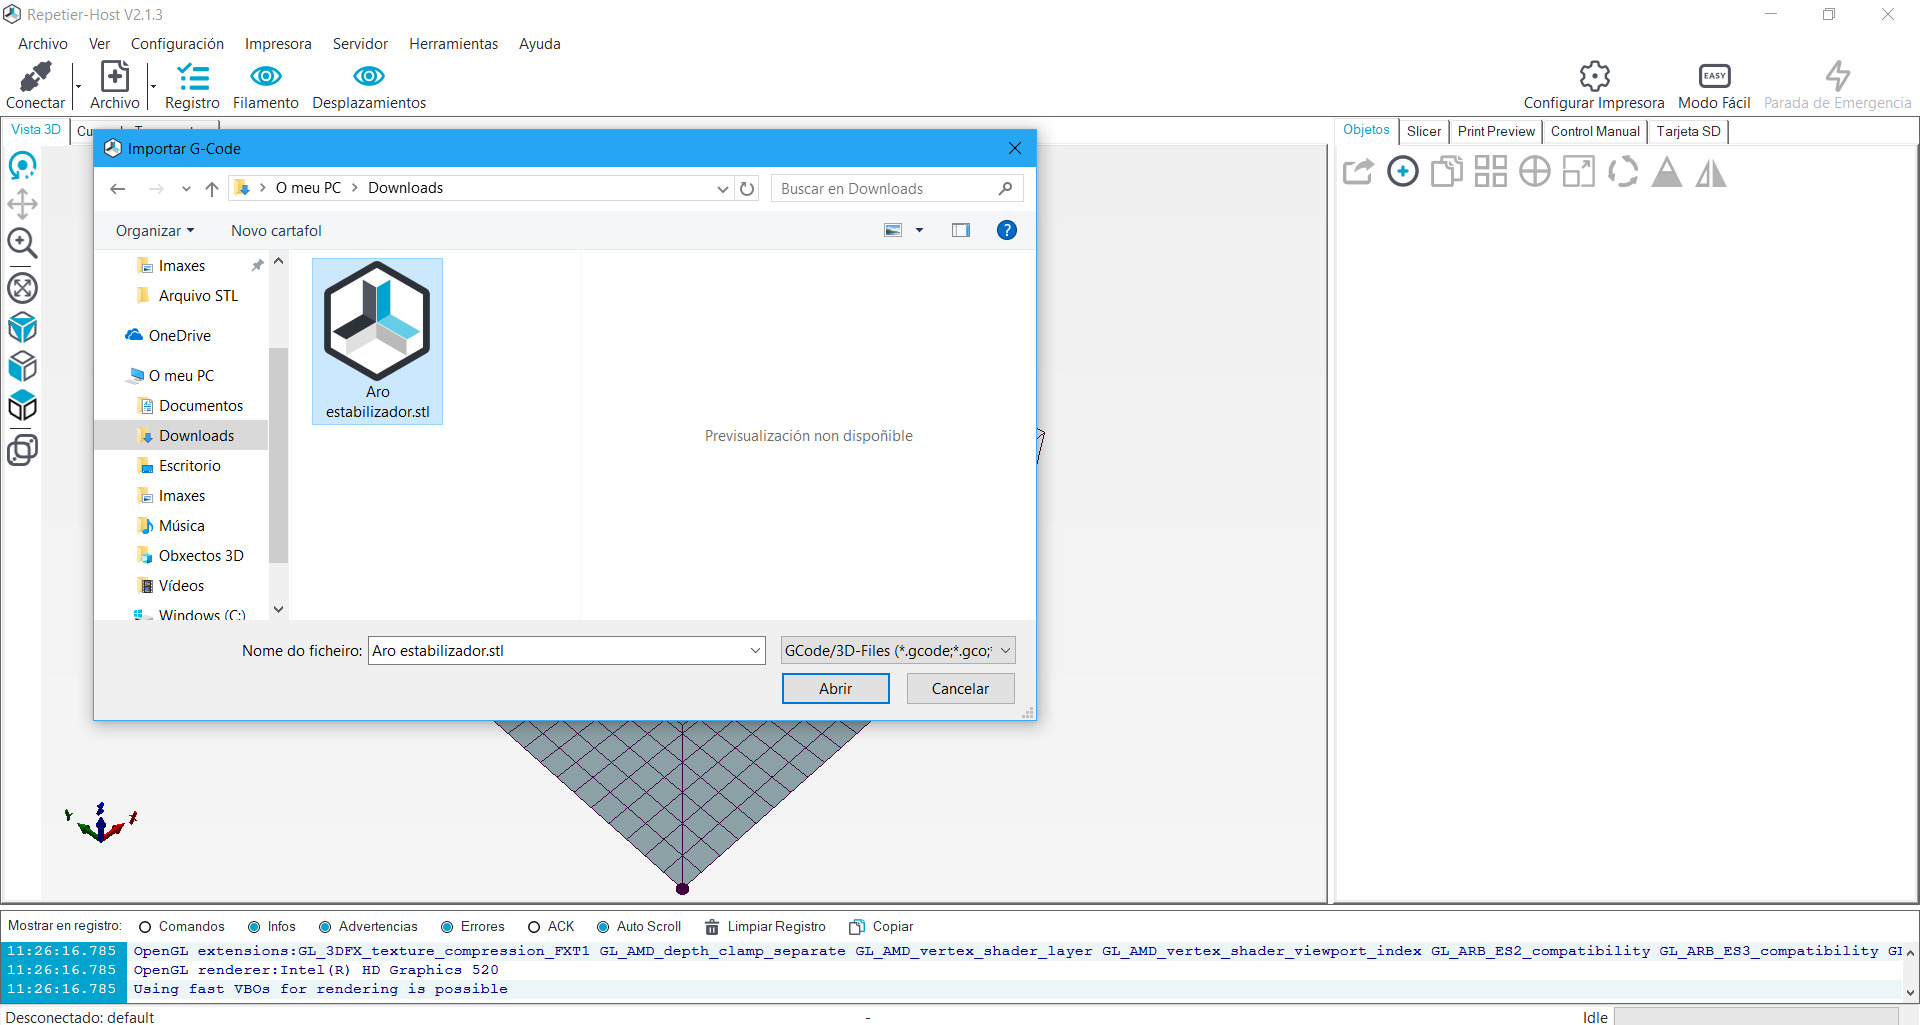 Repetier-Host V2.1.3
Archivo Ver Configuración Impresora Servidor Herramientas Ayuda
Conectar Archivo Registro Filamento Desplazamientos
EASY
Configurar Impresora Modo Fácil Parada de Emergencia
Vista 3D
Objetos Slicer Print Preview Control Manual Tarjeta SD
Importar G-Code
O meu PC Downloads
Buscar en Downloads
Organizar Novo cartafol
?
Imaxes
Arquivo STL
OneDrive
O meu PC
Documentos
Downloads
Escritorio
Imaxes
Música
Obxectos 3D
Vídeos
Windows (C:)
Aro
estabilizador.stl
Previsualización non dispoñible
Nome do ficheiro: Aro estabilizador.stl
GCode/3D-Files (*.gcode;*.gco;*
Abrir Cancelar
Y Z X
Mostrar en registro: Comandos Infos Advertencias Errores ACK Auto Scroll Limpiar Registro Copiar
11:26:16.785 OpenGL extensions:GL_3DFX_texture_compression_FXT1 GL_AMD_depth_clamp_separate GL_AMD_vertex_shader_layer GL_AMD_vertex_shader_viewport_index GL_ARB_ES2_compatibility GL_ARB_ES3_compatibility GL
11:26:16.785 OpenGL renderer:Intel(R) HD Graphics 520
11:26:16.785 Using fast VBOs for rendering is possible
Desconectado: default - Idle